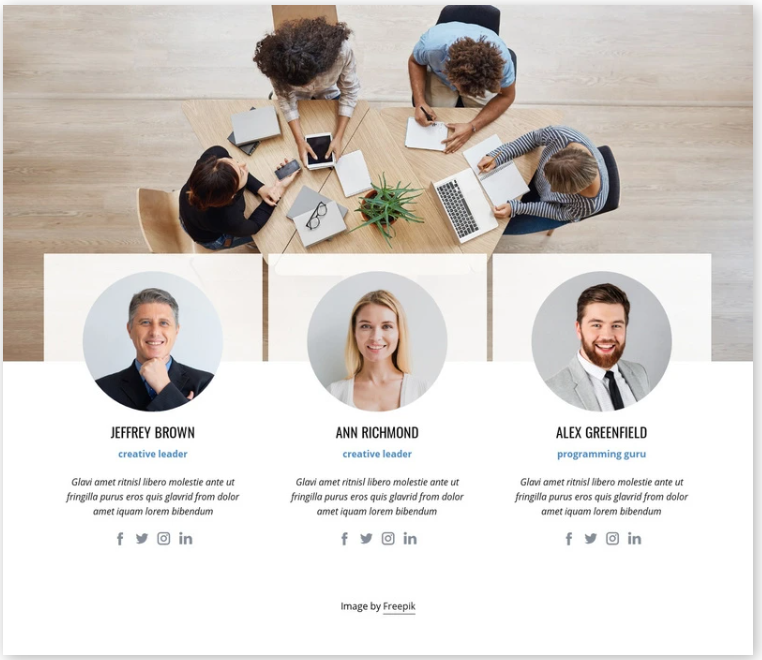 JEFFREY BROWN
creative leader
Glavi amet ritnisl libero molestie ante ut
fringilla purus eros quis glavrid from dolor
amet iquam lorem bibendum
ANN RICHMOND
creative leader
Glavi amet ritnisl libero molestie ante ut
fringilla purus eros quis glavrid from dolor
amet iquam lorem bibendum
ALEX GREENFIELD
programming guru
Glavi amet ritnisl libero molestie ante ut
fringilla purus eros quis glavrid from dolor
amet iquam lorem bibendum
Image by Freepik